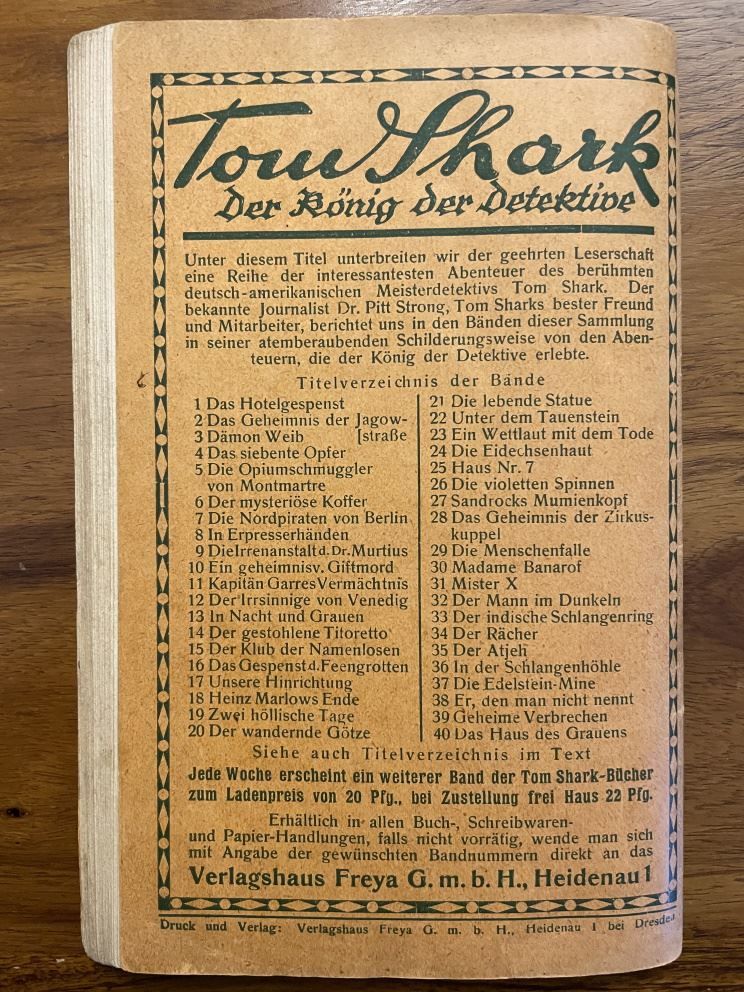 Tom Shark
Der König der Detektive
Unter diesem Titel unterbreiten wir der geehrten Leserschaft
eine Reihe der interessantesten Abenteuer des berühmten
deutsch-amerikanischen Meisterdetektivs Tom Shark. Der
bekannte Journalist Dr. Pitt Strong, Tom Sharks bester Freund
und Mitarbeiter, berichtet uns in den Bänden dieser Sammlung
in seiner atemberaubenden Schilderungsweise von den Aben-
teuern, die der König der Detektive erlebte.
Titelverzeichnis der Bände
1 Das Hotelgespenst
2 Das Geheimnis der Jagow-
3 Dämon Weib [straße
4 Das siebente Opfer
5 Die Opiumschmuggler
von Montmartre
6 Der mysteriöse Koffer
7 Die Nordpiraten von Berlin
8 In Erpresserhänden
9 Die Irrenanstalt d. Dr. Murtius
10 Ein geheimnisv. Giftmord
11 Kapitän Garres Vermächtnis
12 Der Irrsinnige von Venedig
13 In Nacht und Grauen
14 Der gestohlene Titoretto
15 Der Klub der Namenlosen
16 Das Gespenst d. Feengrotten
17 Unsere Hinrichtung
18 Heinz Marlows Ende
19 Zwei höllische Tage
20 Der wandernde Götze
21 Die lebende Statue
22 Unter dem Tauenstein
23 Ein Wettlaut mit dem Tode
24 Die Eidechsenhaut
25 Haus Nr. 7
26 Die violetten Spinnen
27 Sandrocks Mumienkopf
28 Das Geheimnis der Zirkus-
kuppel
29 Die Menschenfalle
30 Madame Banarof
31 Mister X
32 Der Mann im Dunkeln
33 Der indische Schlangenring
34 Der Rächer
35 Der Atjeh
36 In der Schlangenhöhle
37 Die Edelstein-Mine
38 Er, den man nicht nennt
39 Geheime Verbrechen
40 Das Haus des Grauens
Siehe auch Titelverzeichnis im Text
Jede Woche erscheint ein weiterer Band der Tom Shark-Bücher
zum Ladenpreis von 20 Pfg., bei Zustellung frei Haus 22 Pfg.
Erhältlich in allen Buch-, Schreibwaren-
und Papier-Handlungen, falls nicht vorrätig, wende man sich
mit Angabe der gewünschten Bandnummern direkt an das
Verlagshaus Freya G. m. b. H., Heidenau 1
Druck und Verlag: Verlagshaus Freya G. m. b. H., Heidenau 1 bei Dresden